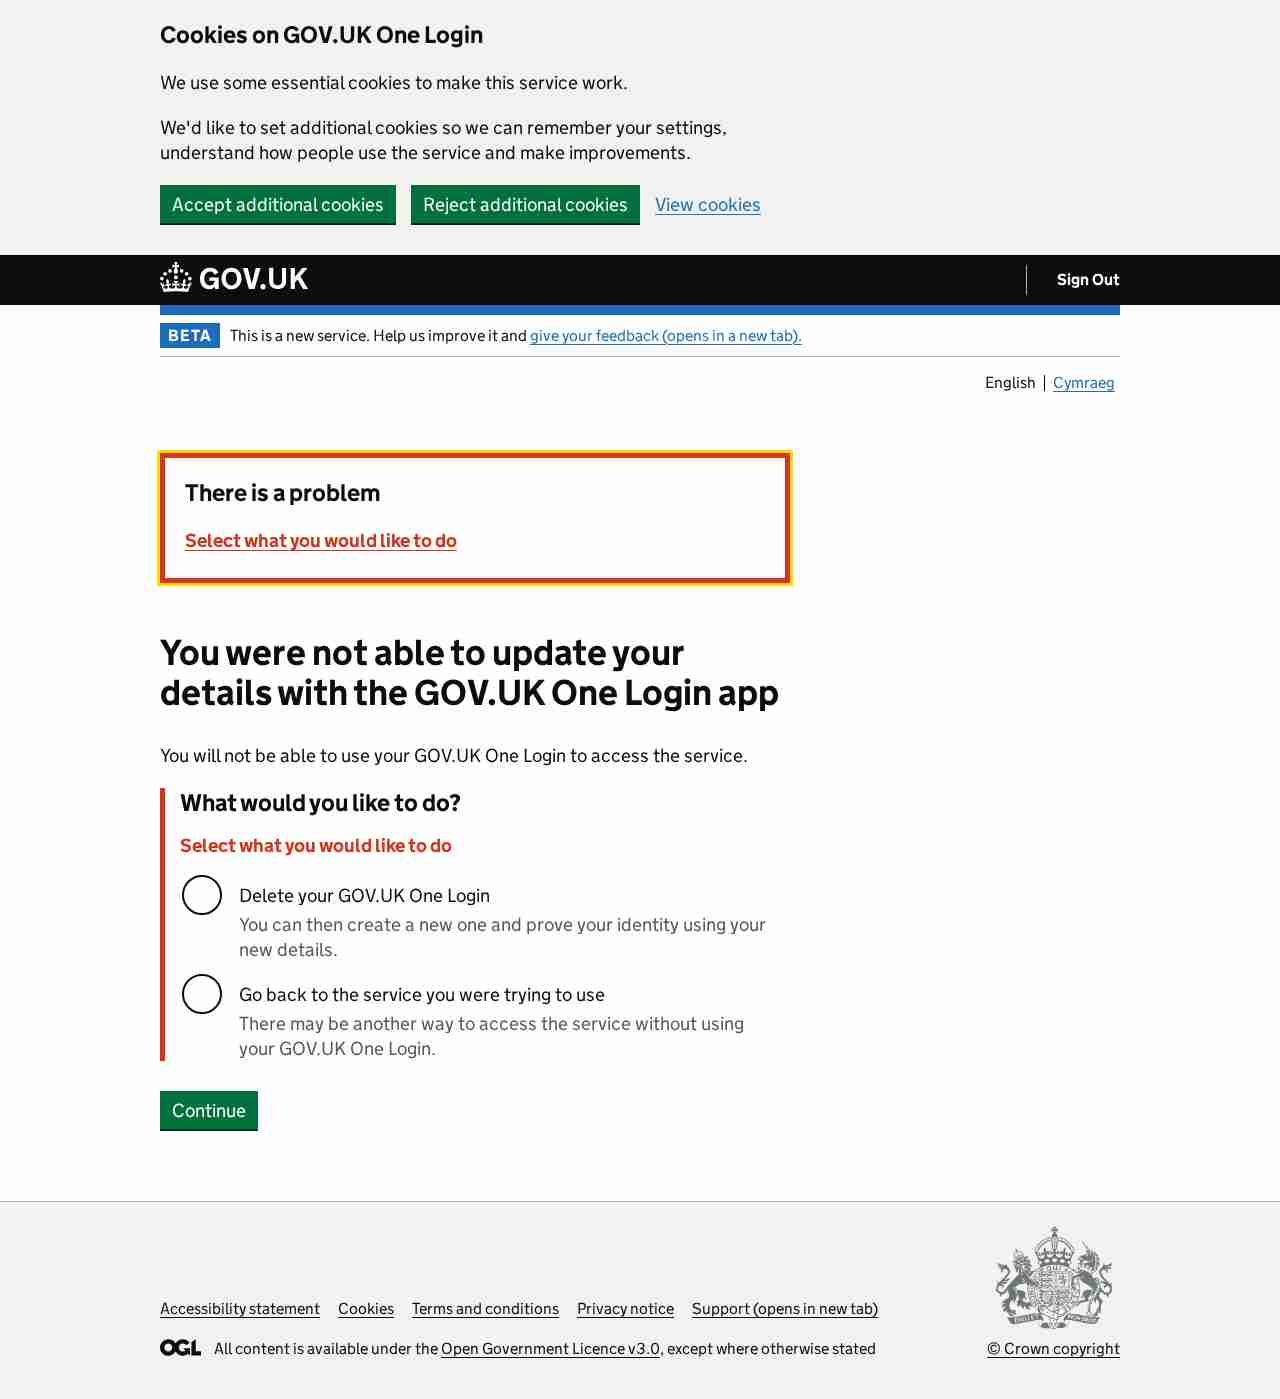 Cookies on GOV.UK One Login
We use some essential cookies to make this service work.
We'd like to set additional cookies so we can remember your settings,
understand how people use the service and make improvements.
Accept additional cookies Reject additional cookies View cookies
GOV.UK Sign Out
BETA This is a new service. Help us improve it and give your feedback (opens in a new tab).
English Cymraeg
There is a problem
Select what you would like to do
You were not able to update your
details with the GOV.UK One Login app
You will not be able to use your GOV.UK One Login to access the service.
What would you like to do?
Select what you would like to do
Delete your GOV.UK One Login
You can then create a new one and prove your identity using your
new details.
Go back to the service you were trying to use
There may be another way to access the service without using
your GOV.UK One Login.
Continue
Accessibility statement Cookies Terms and conditions Privacy notice Support (opens in new tab)
OGL All content is available under the Open Government Licence v3.0, except where otherwise stated
© Crown copyright